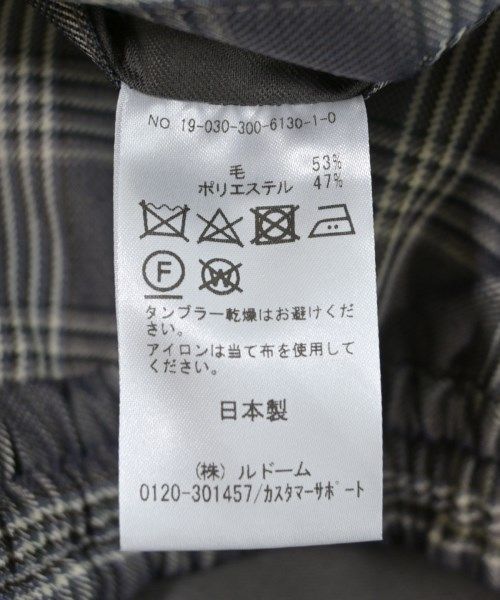 NO 19-030-300-6130-1-0
毛 53%
ポリエステル 47%
F W
タンブラー乾燥はお避けくだ
さい。
アイロンは当て布を使用して
ください。
日本製
(株) ルドーム
0120-301457/カスタマーサポート